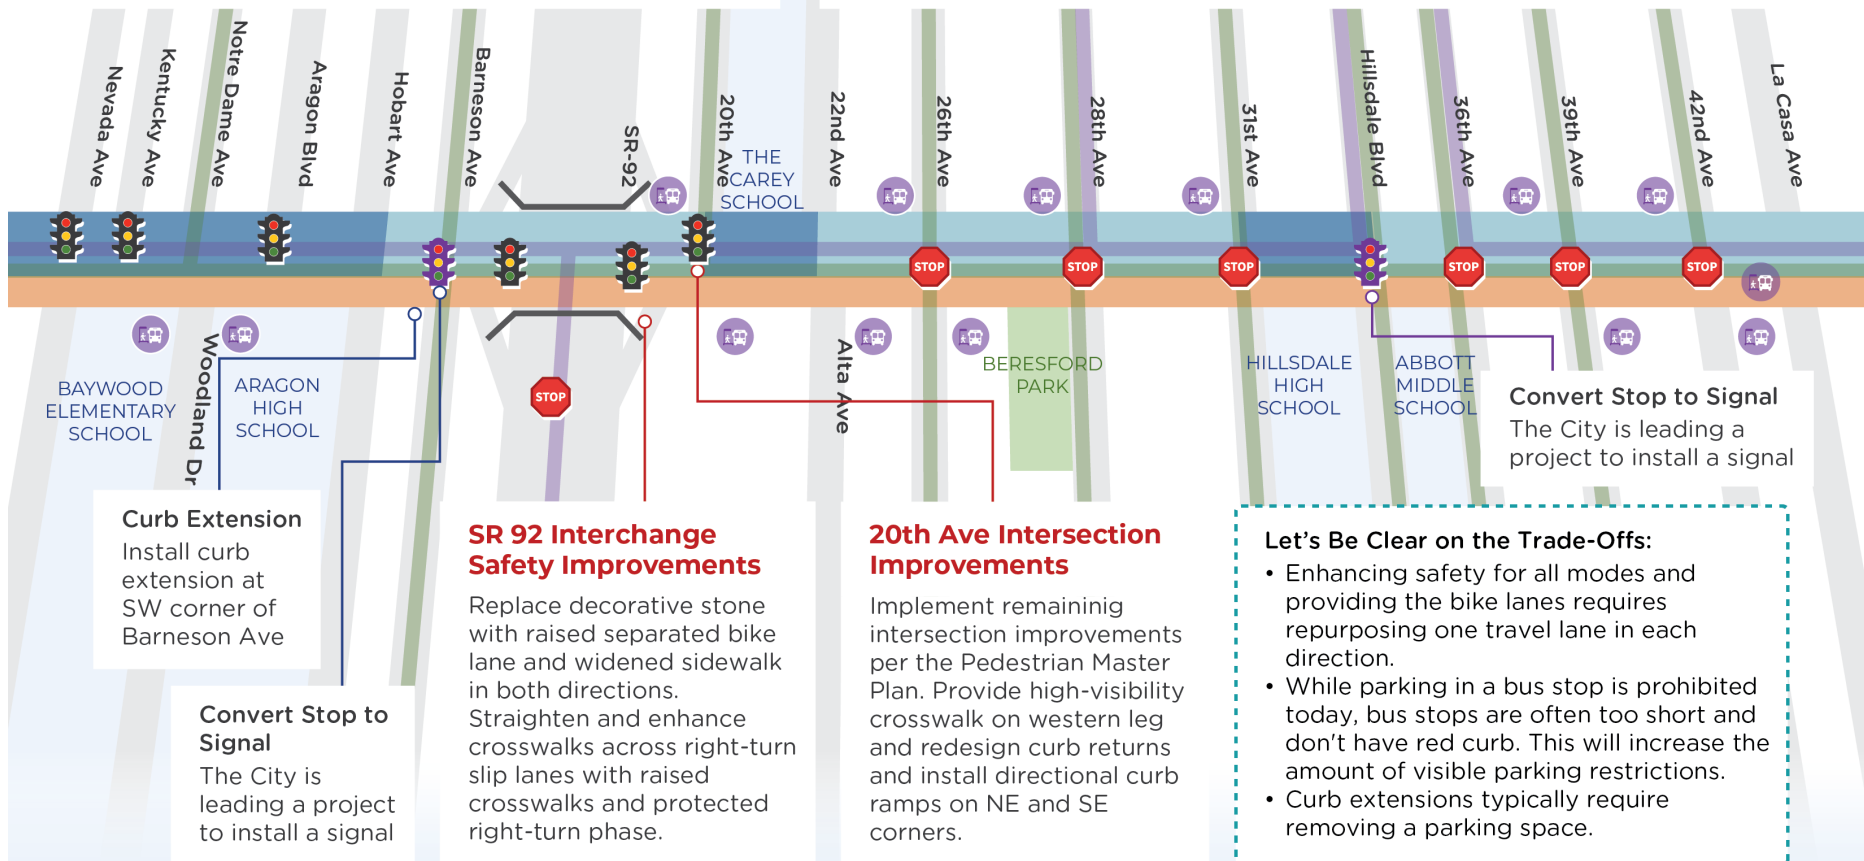 Nevada Ave
Kentucky Ave
Notre Dame Ave
Aragon Blvd
Hobart Ave
Barneson Ave
SR-92
20th Ave
22nd Ave
26th Ave
28th Ave
31st Ave
Hillsdale Blvd
36th Ave
39th Ave
42nd Ave
La Casa Ave
THE
CAREY
SCHOOL
STOP
STOP
STOP
STOP
STOP
STOP
STOP
BAYWOOD
ELEMENTARY
SCHOOL
Woodland Dr
ARAGON
HIGH
SCHOOL
Alta Ave
BERESFORD
PARK
HILLSDALE
HIGH
SCHOOL
ABBOTT
MIDDLE
SCHOOL
Convert Stop to Signal
The City is leading a
project to install a signal
Curb Extension
Install curb
extension at
SW corner of
Barneson Ave
Convert Stop to
Signal
The City is
leading a project
to install a signal
SR 92 Interchange
Safety Improvements
Replace decorative stone
with raised separated bike
lane and widened sidewalk
in both directions.
Straighten and enhance
crosswalks across right-turn
slip lanes with raised
crosswalks and protected
right-turn phase.
20th Ave Intersection
Improvements
Implement remaininig
intersection improvements
per the Pedestrian Master
Plan. Provide high-visibility
crosswalk on western leg
and redesign curb returns
and install directional curb
ramps on NE and SE
corners.
Let's Be Clear on the Trade-Offs:
• Enhancing safety for all modes and
providing the bike lanes requires
repurposing one travel lane in each
direction.
• While parking in a bus stop is prohibited
today, bus stops are often too short and
don't have red curb. This will increase the
amount of visible parking restrictions.
• Curb extensions typically require
removing a parking space.